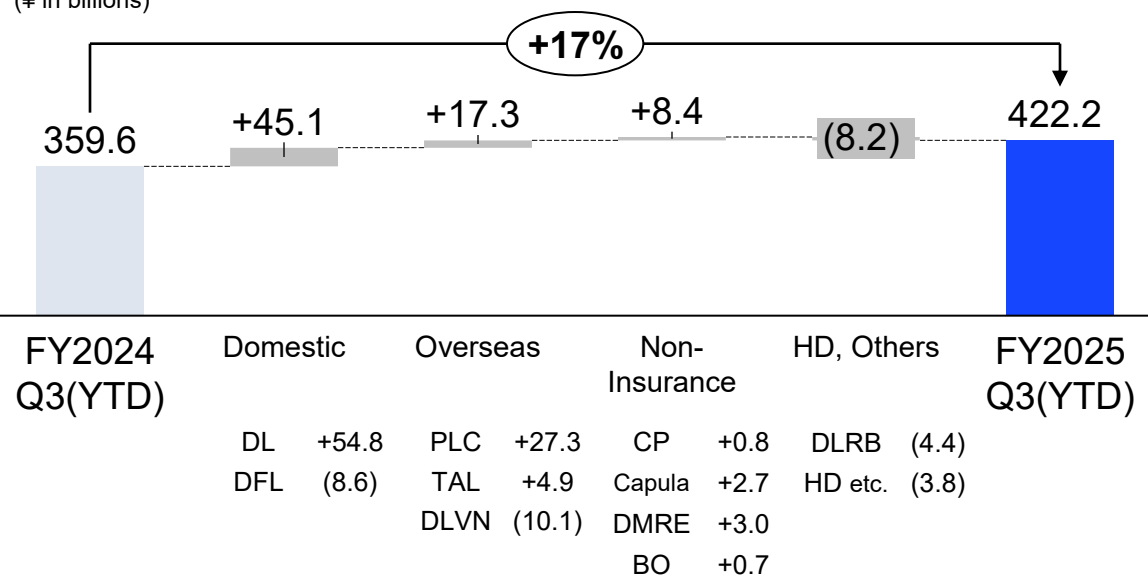 (¥ in billions)
+17%
359.6
+45.1
+17.3
+8.4
(8.2)
422.2
FY2024
Q3(YTD)
Domestic
Overseas
Non-
Insurance
HD, Others
FY2025
Q3(YTD)
DL +54.8
DFL (8.6)
PLC +27.3
TAL +4.9
DLVN (10.1)
CP +0.8
Capula +2.7
DMRE +3.0
BO +0.7
DLRB (4.4)
HD etc. (3.8)